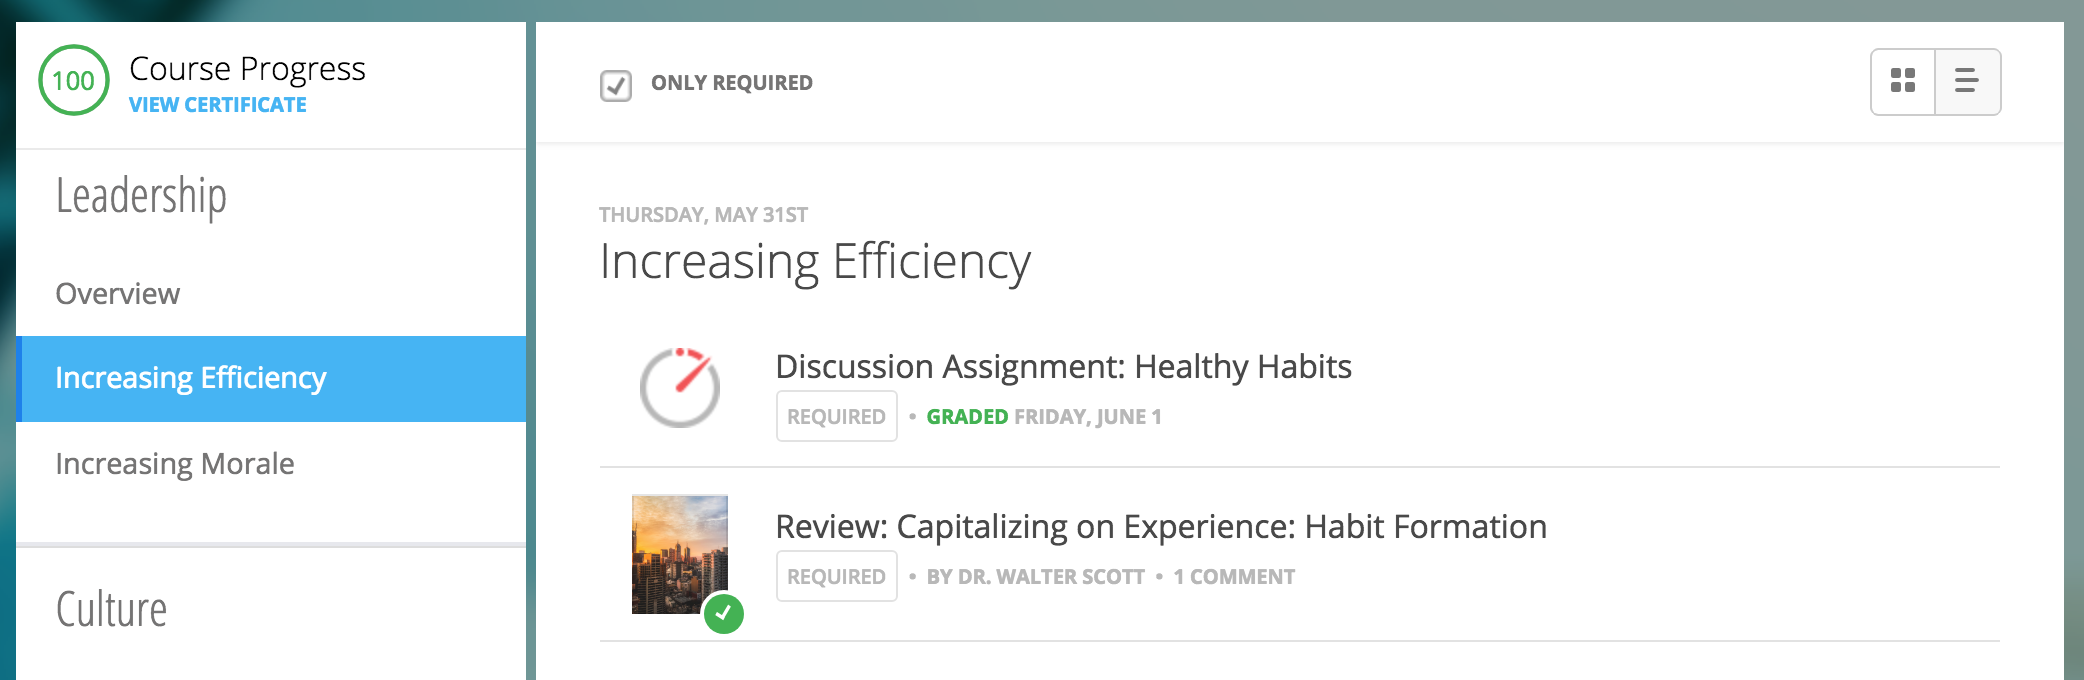 100
Course Progress
VIEW CERTIFICATE
Leadership
Overview
Increasing Efficiency
Increasing Morale
Culture
ONLY REQUIRED
THURSDAY, MAY 31ST
Increasing Efficiency
Discussion Assignment: Healthy Habits
REQUIRED • GRADED FRIDAY, JUNE 1
Review: Capitalizing on Experience: Habit Formation
REQUIRED • BY DR. WALTER SCOTT • 1 COMMENT